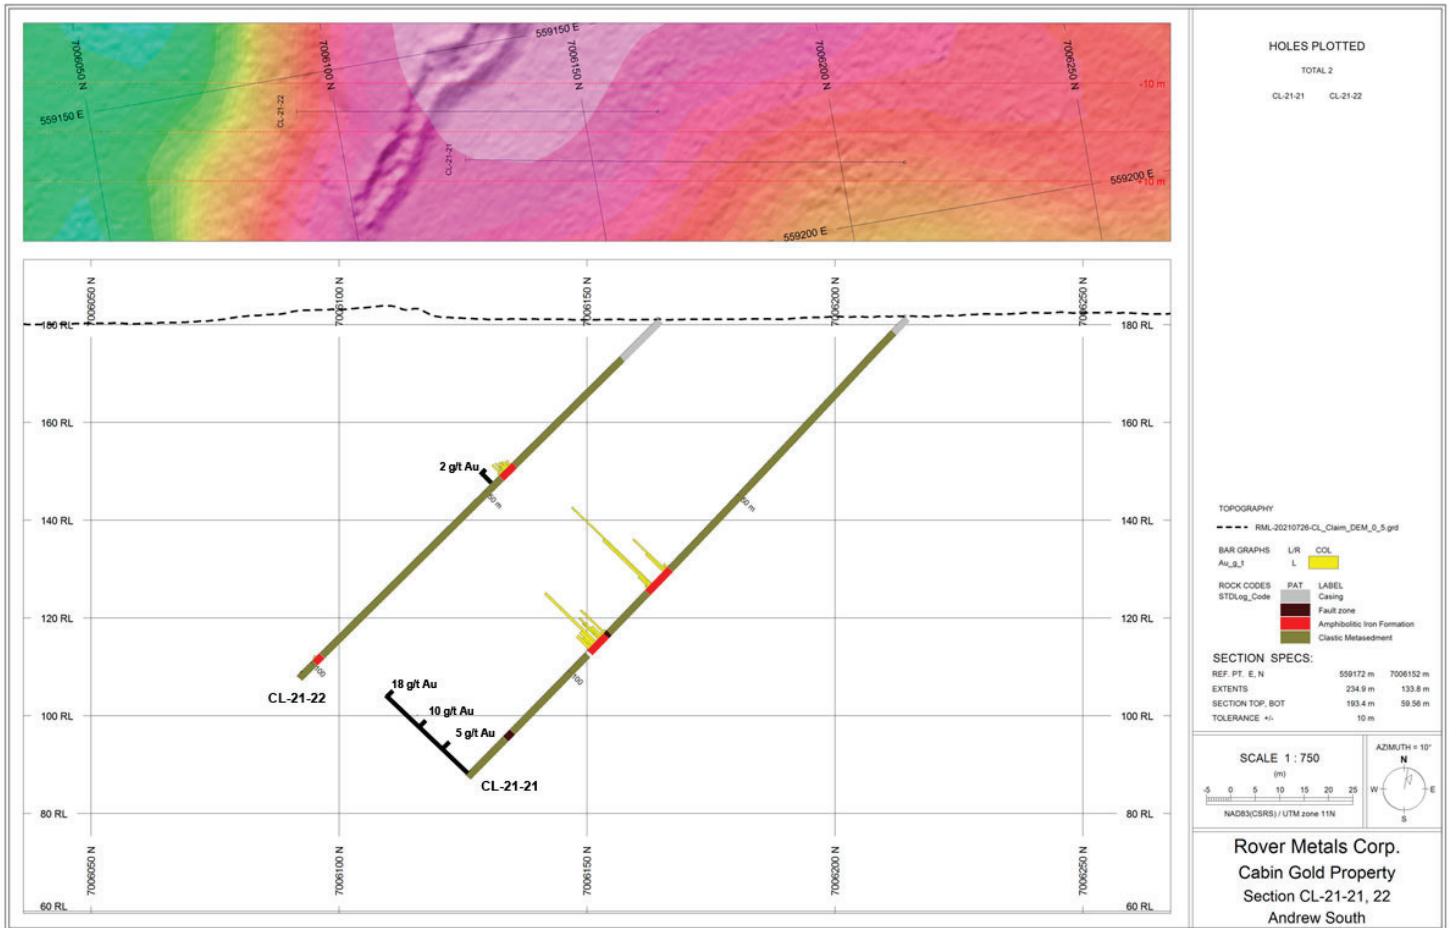 559150 E
7006050 N
7006100 N
7006150 N
7006200 N
7006250 N
-10 m
559150 E
CL-21-22
CL-21-21
559200 E
+10 m
559200 E
7006050 N
7006100 N
7006150 N
7006200 N
7006250 N
180 RL
180 RL
160 RL
160 RL
2 g/t Au
50 m
50 m
140 RL
140 RL
120 RL
120 RL
100
100
CL-21-22
18 g/t Au
10 g/t Au
5 g/t Au
100 RL
100 RL
CL-21-21
80 RL
80 RL
7006050 N
7006100 N
7006150 N
7006200 N
7006250 N
60 RL
60 RL
HOLES PLOTTED
TOTAL 2
CL-21-21 CL-21-22
TOPOGRAPHY
RML-20210726-CL_Claim_DEM_0_5.grd
BAR GRAPHS L/R COL
Au_g_t L
ROCK CODES PAT LABEL
STDLog_Code Casing
Fault zone
Amphibolitic Iron Formation
Clastic Metasedment
SECTION SPECS:
REF. PT. E, N 559172 m 7006152 m
EXTENTS 234.9 m 133.8 m
SECTION TOP, BOT 193.4 m 59.56 m
TOLERANCE +/- 10 m
SCALE 1 : 750
(m)
-5 0 5 10 15 20 25
NAD83(CSRS) / UTM zone 11N
AZIMUTH = 10°
N
W E
S
Rover Metals Corp.
Cabin Gold Property
Section CL-21-21, 22
Andrew South